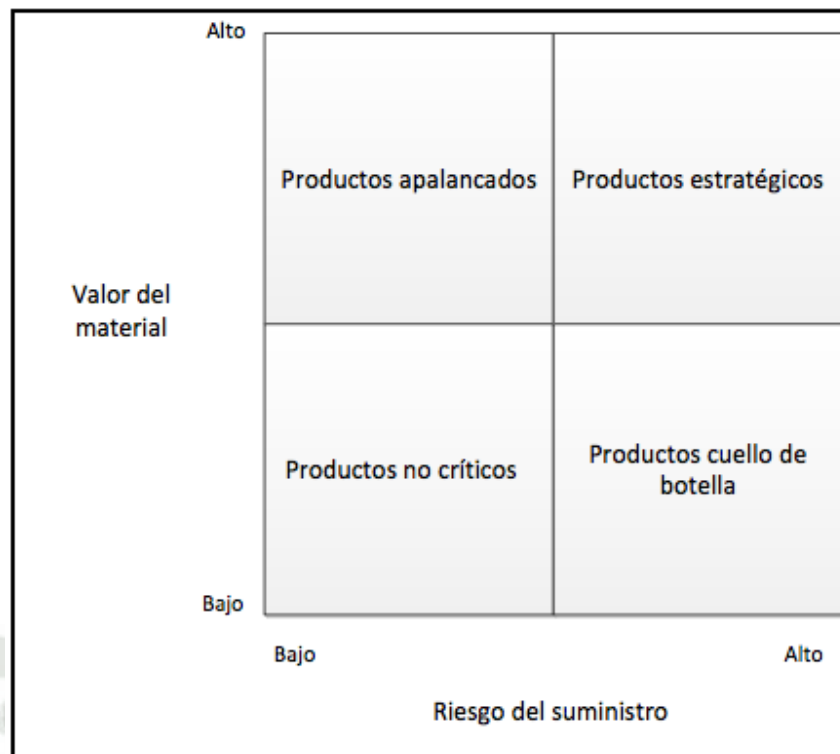 Alto
Productos apalancados
Productos estratégicos
Valor del
material
Productos no críticos
Productos cuello de
botella
Bajo
Bajo
Alto
Riesgo del suministro